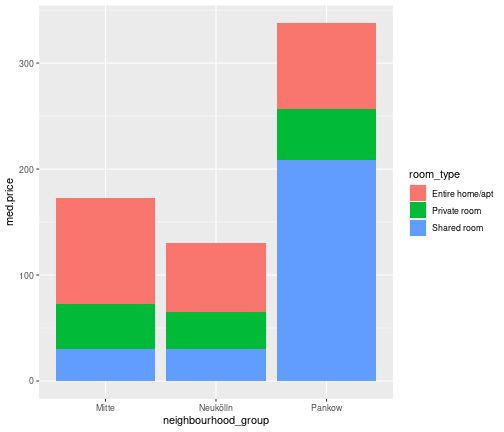 med.price
300
200
100
0
Mitte
Neukölln
Pankow
neighbourhood_group
room_type
Entire home/apt
Private room
Shared room